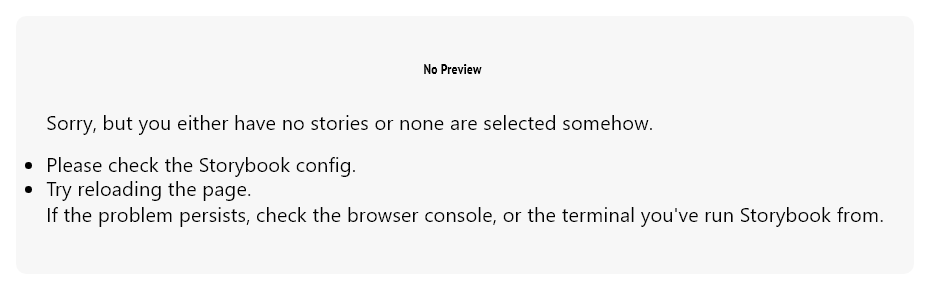 No Preview
Sorry, but you either have no stories or none are selected somehow.
Please check the Storybook config.
Try reloading the page.
If the problem persists, check the browser console, or the terminal you've run Storybook from.